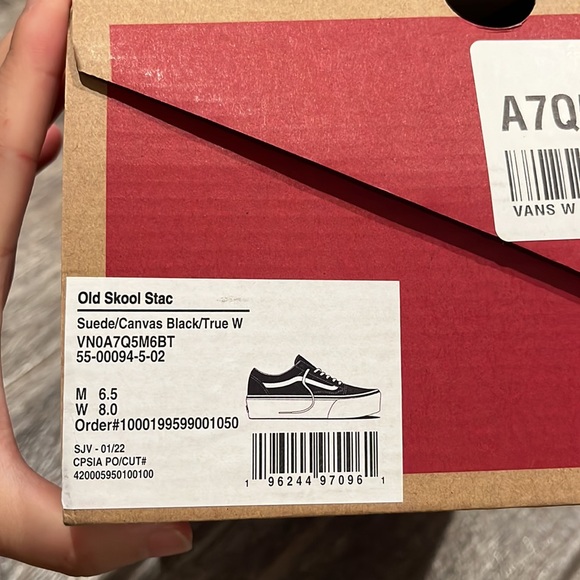 A7Q
VANS W
Old Skool Stac
Suede/Canvas Black/True W
VN0A7Q5M6BT
55-00094-5-02
M 6.5
W 8.0
Order#1000199599001050
SJV - 01/22
CPSIA PO/CUT#
420005950100100
1 96244 97096 1